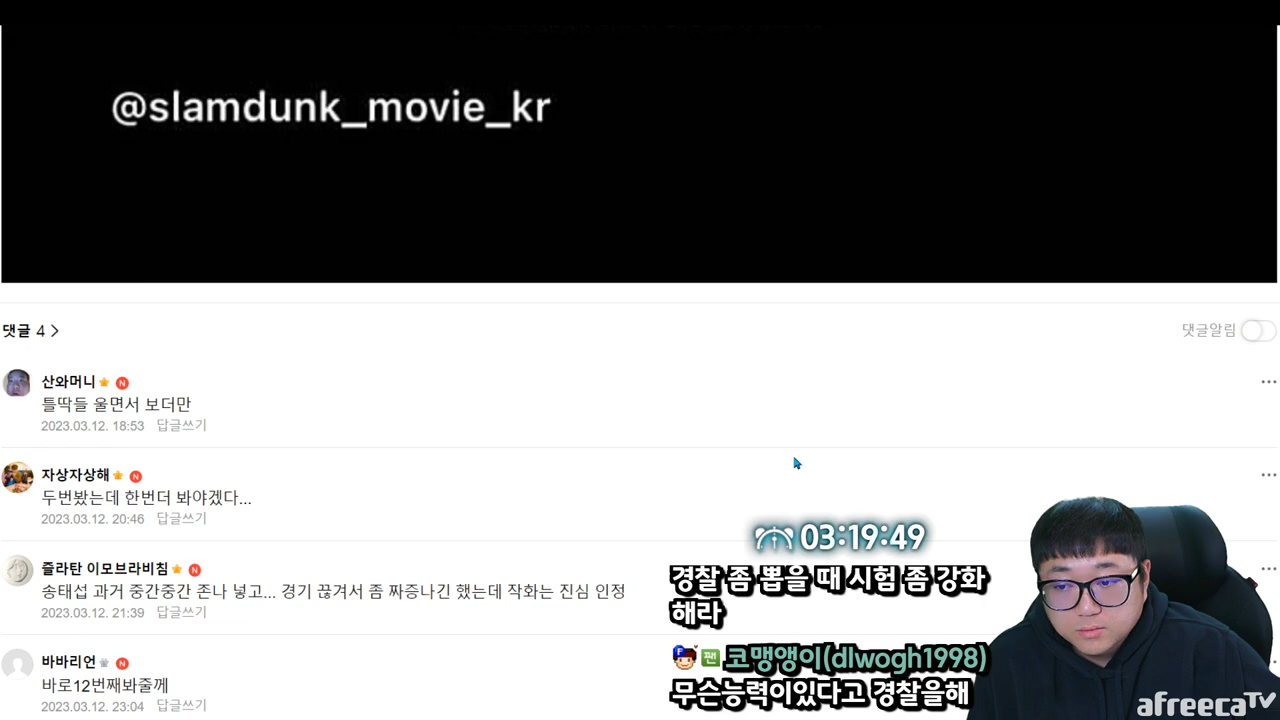 @slamdunk_movie_kr
댓글 4
댓글알림
산와머니 N
틀딱들 울면서 보더만
2023.03.12. 18:53 답글쓰기
자상자상해 N
두번봤는데 한번더 봐야겠다...
2023.03.12. 20:46 답글쓰기
즐라탄 이모브라비침 N
송태섭 과거 중간중간 존나 넣고... 경기 끊겨서 좀 짜증나긴 했는데 작화는 진심 인정
2023.03.12. 21:39 답글쓰기
바바리언 N
바로12번째봐줄께
2023.03.12. 23:04 답글쓰기
03:19:49
경찰 좀 뽑을 때 시험 좀 강화
해라
F 짼 코맹앵이(dlwogh1998)
무슨능력이있다고 경찰을해
afreecaTV